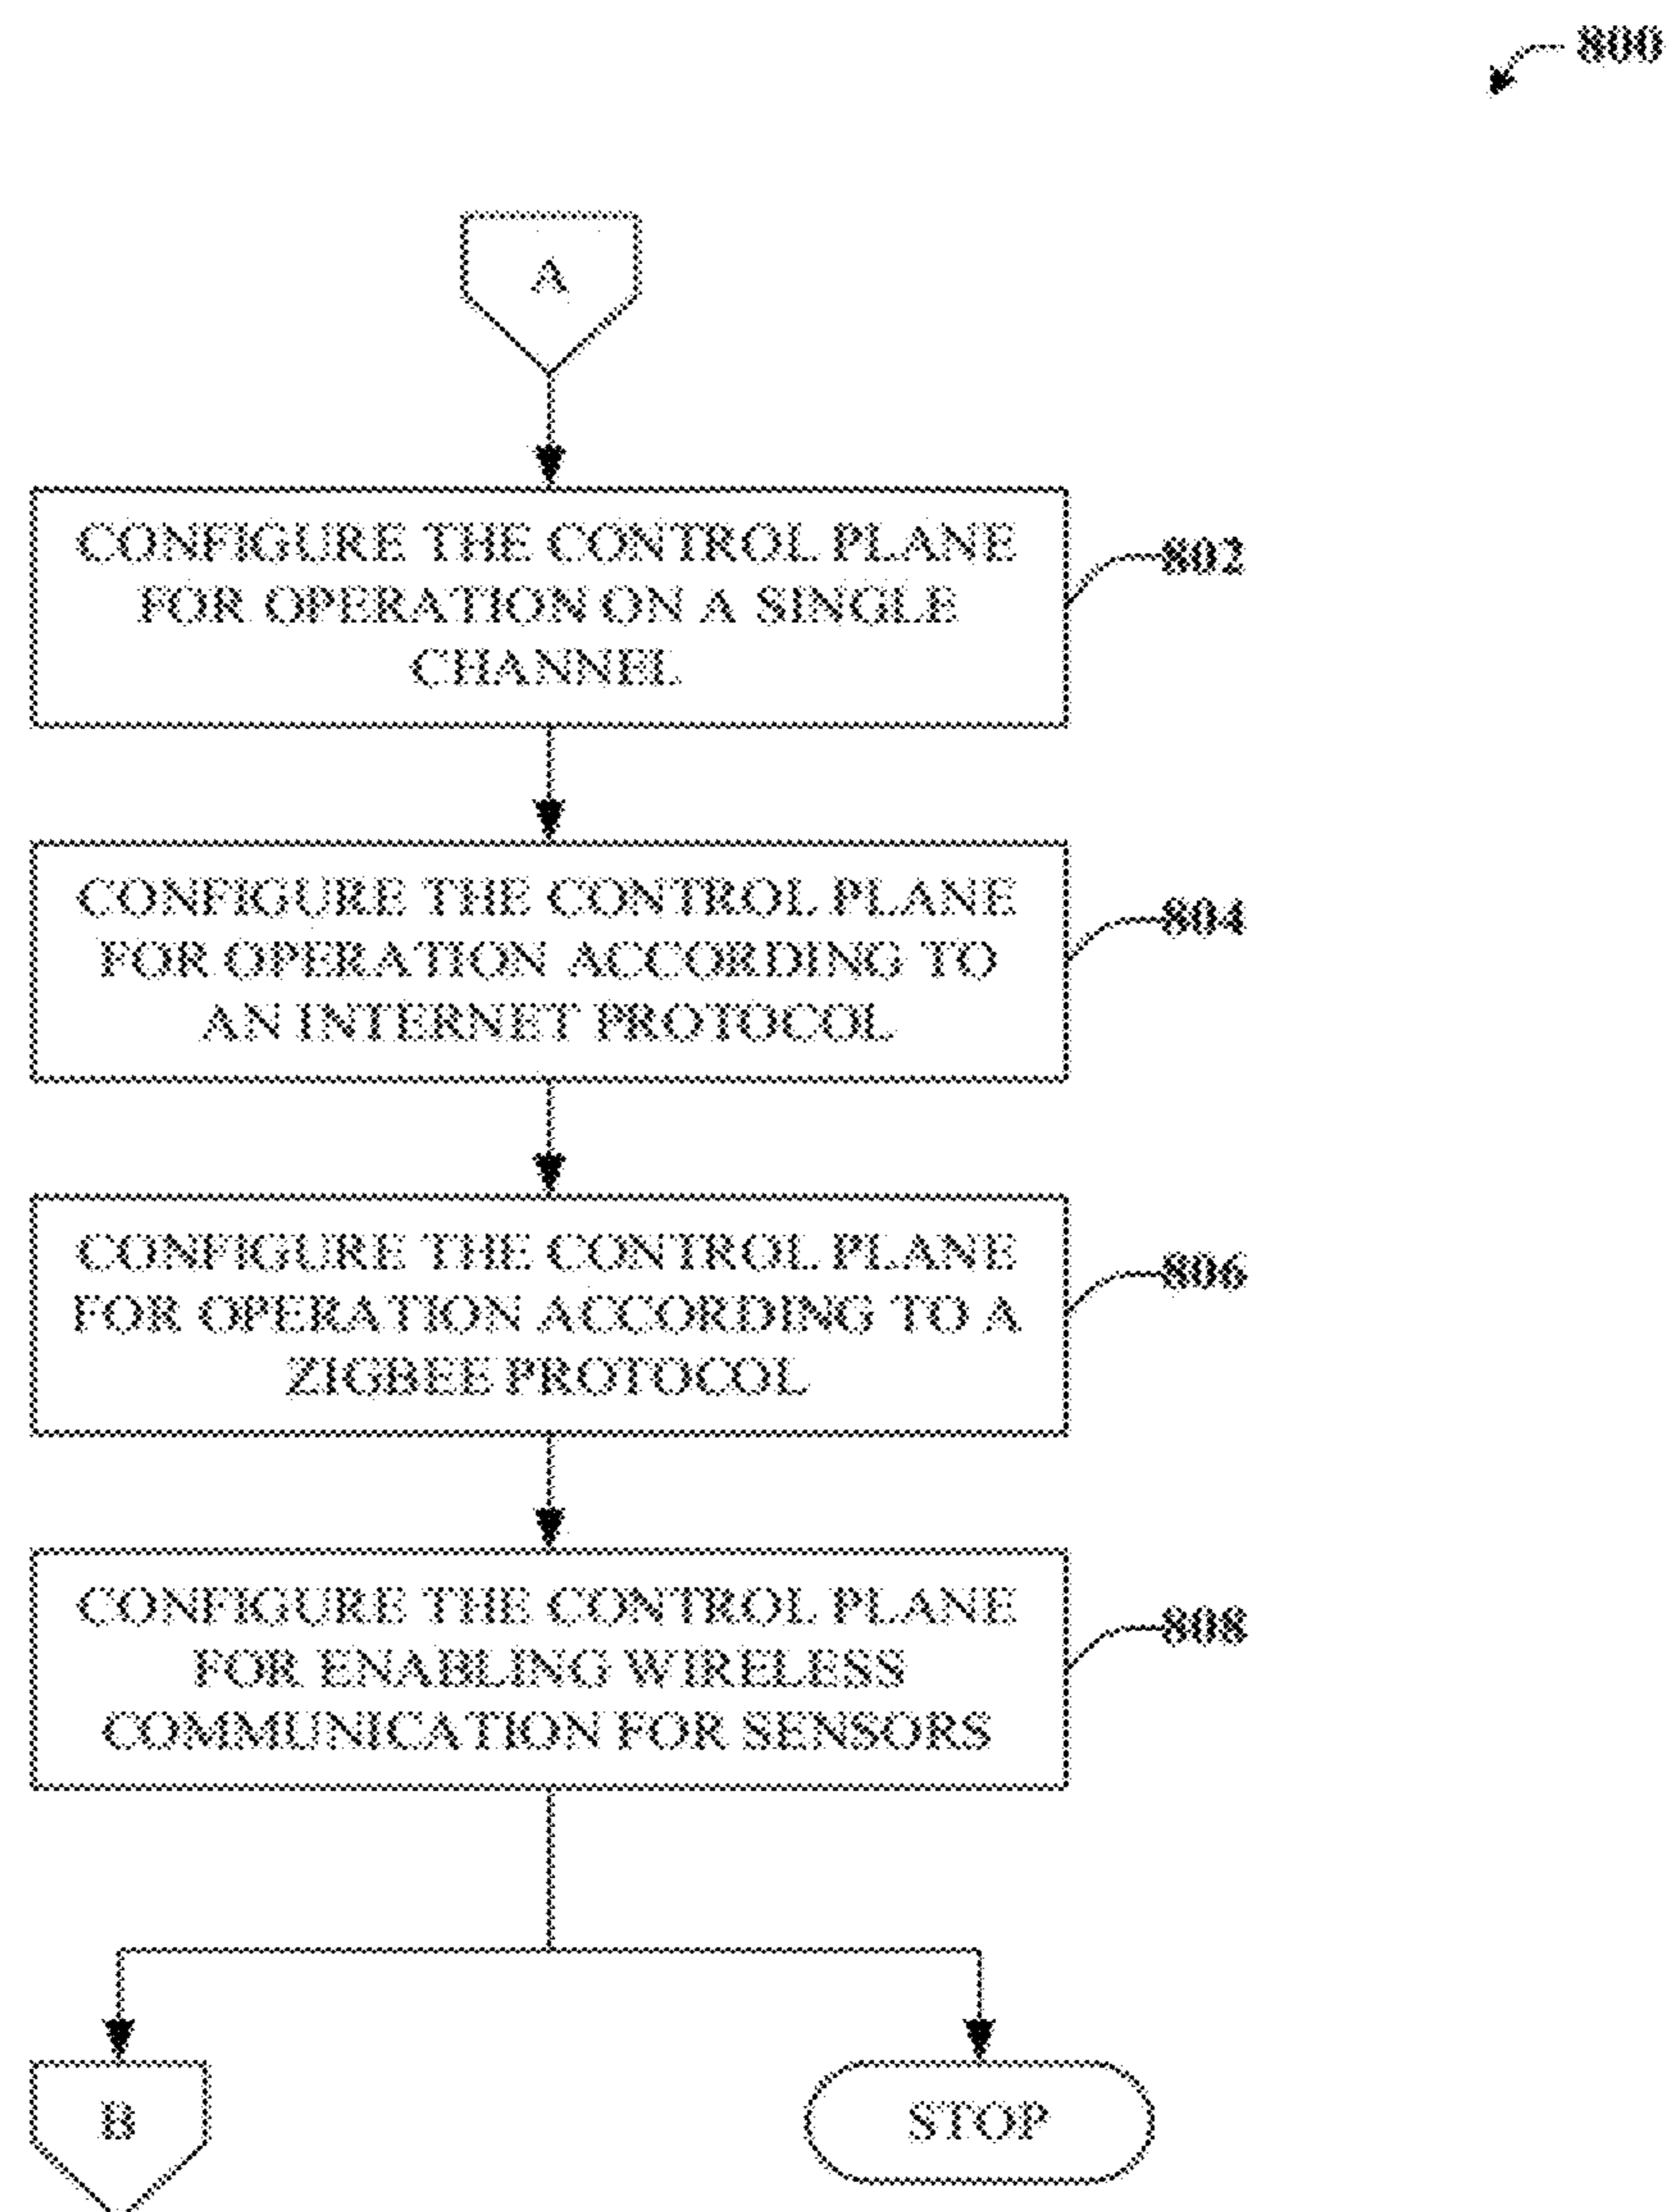 800
A
CONFIGURE THE CONTROL PLANE
FOR OPERATION ON A SINGLE
CHANNEL
802
CONFIGURE THE CONTROL PLANE
FOR OPERATION ACCORDING TO
AN INTERNET PROTOCOL
804
CONFIGURE THE CONTROL PLANE
FOR OPERATION ACCORDING TO A
ZIGBEE PROTOCOL
806
CONFIGURE THE CONTROL PLANE
FOR ENABLING WIRELESS
COMMUNICATION FOR SENSORS
808
B
STOP